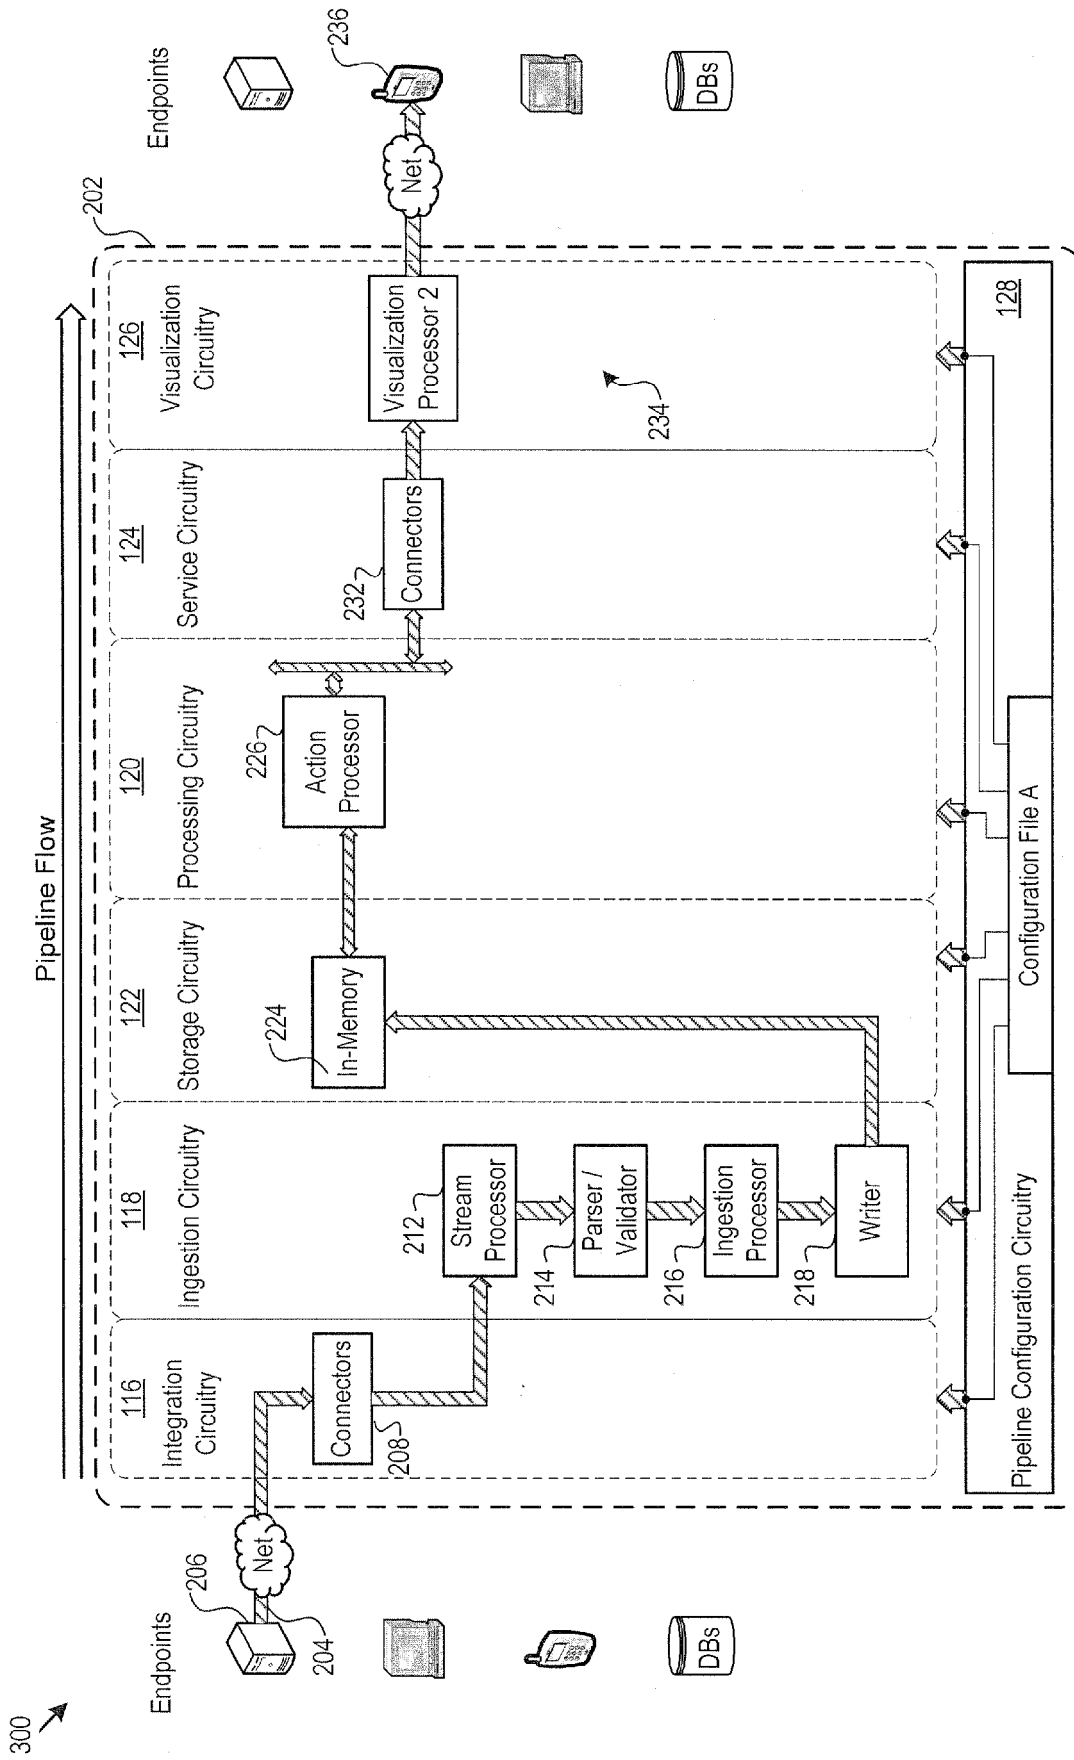 300
Pipeline Flow
202
Endpoints
206
204
Net
DBs
116
Integration
Circuitry
Connectors
208
118
Ingestion Circuitry
212
Stream
Processor
214
Parser /
Validator
216
Ingestion
Processor
218
Writer
122
Storage Circuitry
224
In-Memory
120
Processing Circuitry
226
Action
Processor
124
Service Circuitry
232
Connectors
126
Visualization
Circuitry
Visualization
Processor 2
234
Endpoints
Net
236
DBs
Pipeline Configuration Circuitry
Configuration File A
128